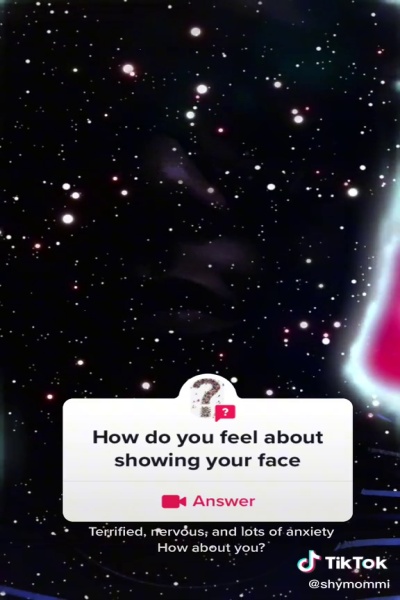 ?
?
How do you feel about
showing your face
Answer
Terrified, nervous, and lots of anxiety
How about you?
TikTok
@shymommi